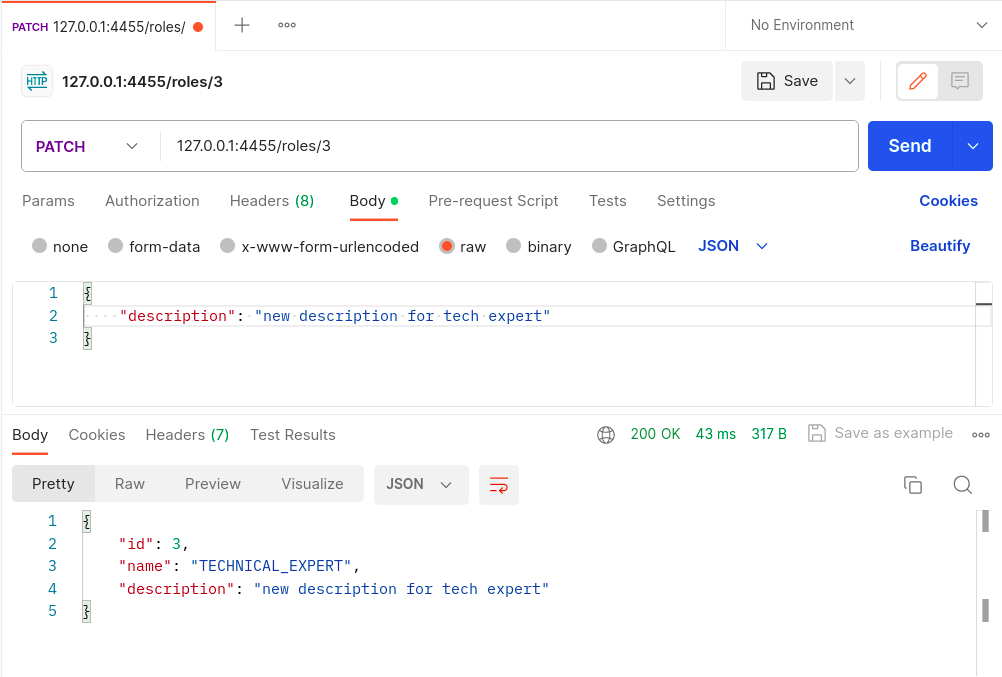 PATCH 127.0.0.1:4455/roles/
No Environment
HTTP 127.0.0.1:4455/roles/3
Save
PATCH 127.0.0.1:4455/roles/3
Send
Params Authorization Headers (8) Body Pre-request Script Tests Settings Cookies
none form-data x-www-form-urlencoded raw binary GraphQL JSON Beautify
1 {
2 "description": "new description for tech expert"
3 }
Body Cookies Headers (7) Test Results 200 OK 43 ms 317 B Save as example
Pretty Raw Preview Visualize JSON
1 {
2 "id": 3,
3 "name": "TECHNICAL_EXPERT",
4 "description": "new description for tech expert"
5 }